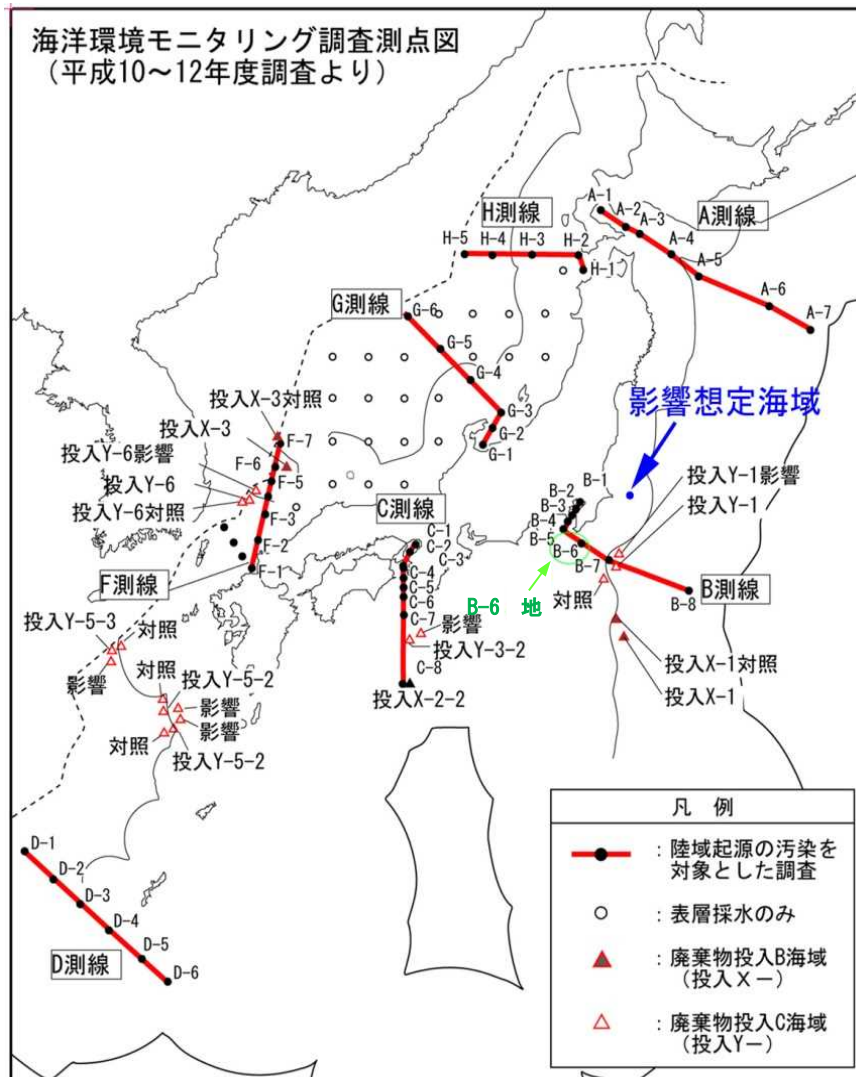 海洋環境モニタリング調査測点図
（平成10～12年度調査より）
A-1
A-2
A-3
A測線
A-4
A-5
A-6
A-7
H測線
H-5
H-4
H-3
H-2
H-1
G測線
G-6
G-5
G-4
G-3
G-2
G-1
影響想定海域
投入X-3対照
投入X-3
F-7
投入Y-6影響
F-6
投入Y-6
F-5
投入Y-6対照
F-3
F-2
F測線
F-1
C測線
C-1
C-2
C-3
C-4
C-5
C-6
C-7
影響
投入Y-3-2
C-8
投入X-2-2
B-1
B-2
B-3
B-4
B-5
B-6
B-7
投入Y-1影響
投入Y-1
B測線
B-8
対照
B-6 地
投入X-1対照
投入X-1
投入Y-5-3
対照
影響
対照
投入Y-5-2
影響
影響
対照
投入Y-5-2
D-1
D-2
D-3
D-4
D-5
D測線
D-6
凡 例
：陸域起源の汚染を
対象とした調査
：表層採水のみ
：廃棄物投入B海域
（投入Ｘー）
：廃棄物投入C海域
（投入Yー）